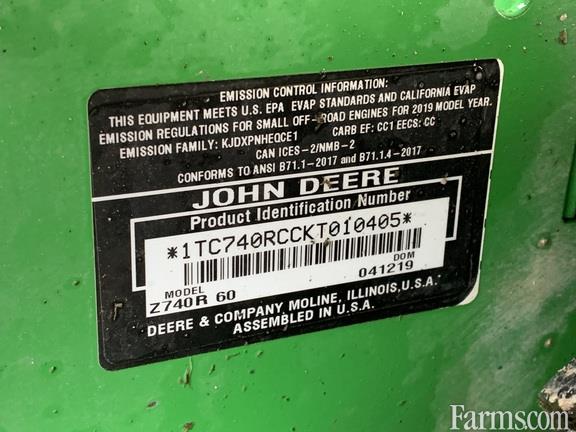 EMISSION CONTROL INFORMATION:
THIS EQUIPMENT MEETS U.S. EPA EVAP STANDARDS AND CALIFORNIA EVAP
EMISSION REGULATIONS FOR SMALL OFF-ROAD ENGINES FOR 2019 MODEL YEAR.
EMISSION FAMILY: KJDXPNHEQCE1 CARB EF: CC1 EECS: CC
CAN ICES-2/NMB-2
CONFORMS TO ANSI B71.1-2017 AND B71.1.4-2017
JOHN DEERE
Product Identification Number
*1TC740RCCKT010405*
MODEL DOM
Z740R 60 041219
DEERE & COMPANY MOLINE, ILLINOIS,U.S.A.
ASSEMBLED IN U.S.A.
Farms.com